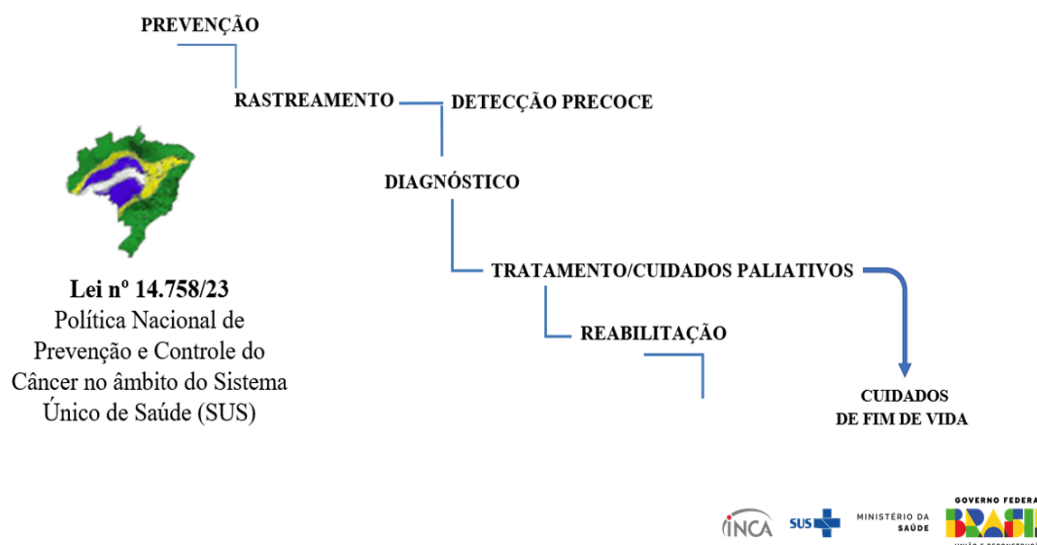 PREVENÇÃO
RASTREAMENTO
DETECÇÃO PRECOCE
DIAGNÓSTICO
TRATAMENTO/CUIDADOS PALIATIVOS
REABILITAÇÃO
CUIDADOS
DE FIM DE VIDA
Lei nº 14.758/23
Política Nacional de
Prevenção e Controle do
Câncer no âmbito do Sistema
Único de Saúde (SUS)
INCA
SUS
MINISTÉRIO DA
SAÚDE
GOVERNO FEDERA
BRASIL